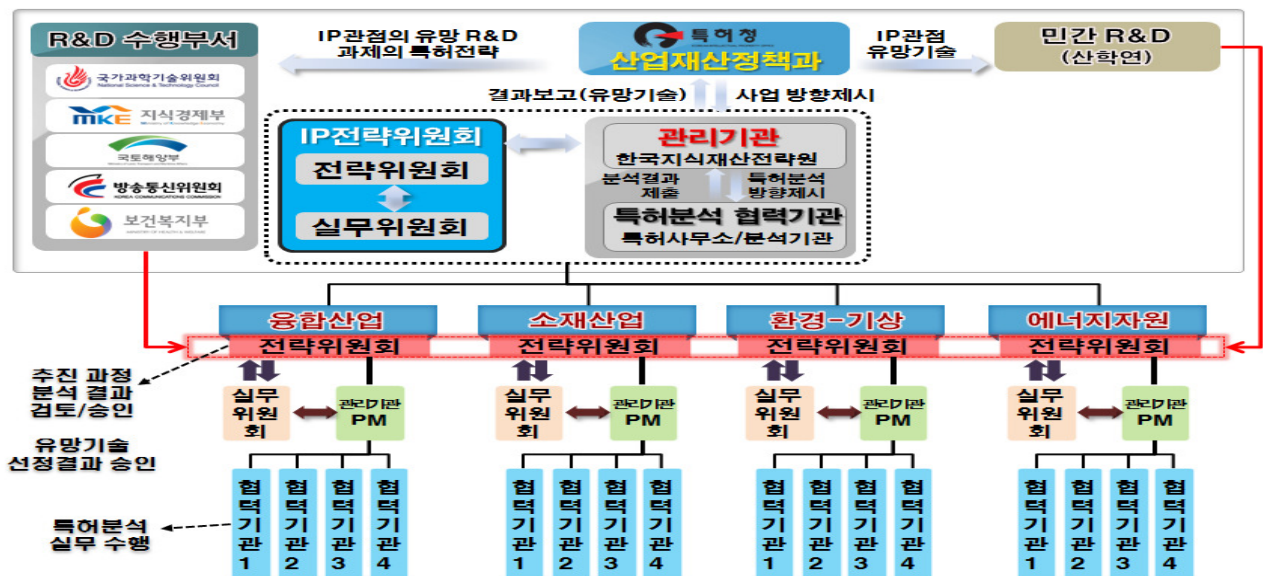 R&D 수행부서
국가과학기술위원회
National Science & Technology Council
MKE 지식경제부
국토해양부
방송통신위원회
KOREA COMMUNICATIONS COMMISSION
보건복지부
MINISTRY OF HEALTH & WELFARE
IP관점의 유망 R&D
과제의 특허전략
특허청
산업재산정책과
IP관점
유망기술
민간 R&D
(산학연)
결과보고(유망기술)
사업 방향제시
IP전략위원회
전략위원회
실무위원회
관리기관
한국지식재산전략원
분석결과
제출
특허분석
방향제시
특허분석 협력기관
특허사무소/분석기관
융합산업
소재산업
환경-기상
에너지자원
전략위원회
전략위원회
전략위원회
전략위원회
추진 과정
분석 결과
검토/승인
유망기술
선정결과 승인
특허분석
실무 수행
실무
위원
회
관리기관
PM
실무
위원
회
관리기관
PM
실무
위원
회
관리기관
PM
실무
위원
회
관리기관
PM
협력기관1
협력기관2
협력기관3
협력기관4
협력기관1
협력기관2
협력기관3
협력기관4
협력기관1
협력기관2
협력기관3
협력기관4
협력기관1
협력기관2
협력기관3
협력기관4